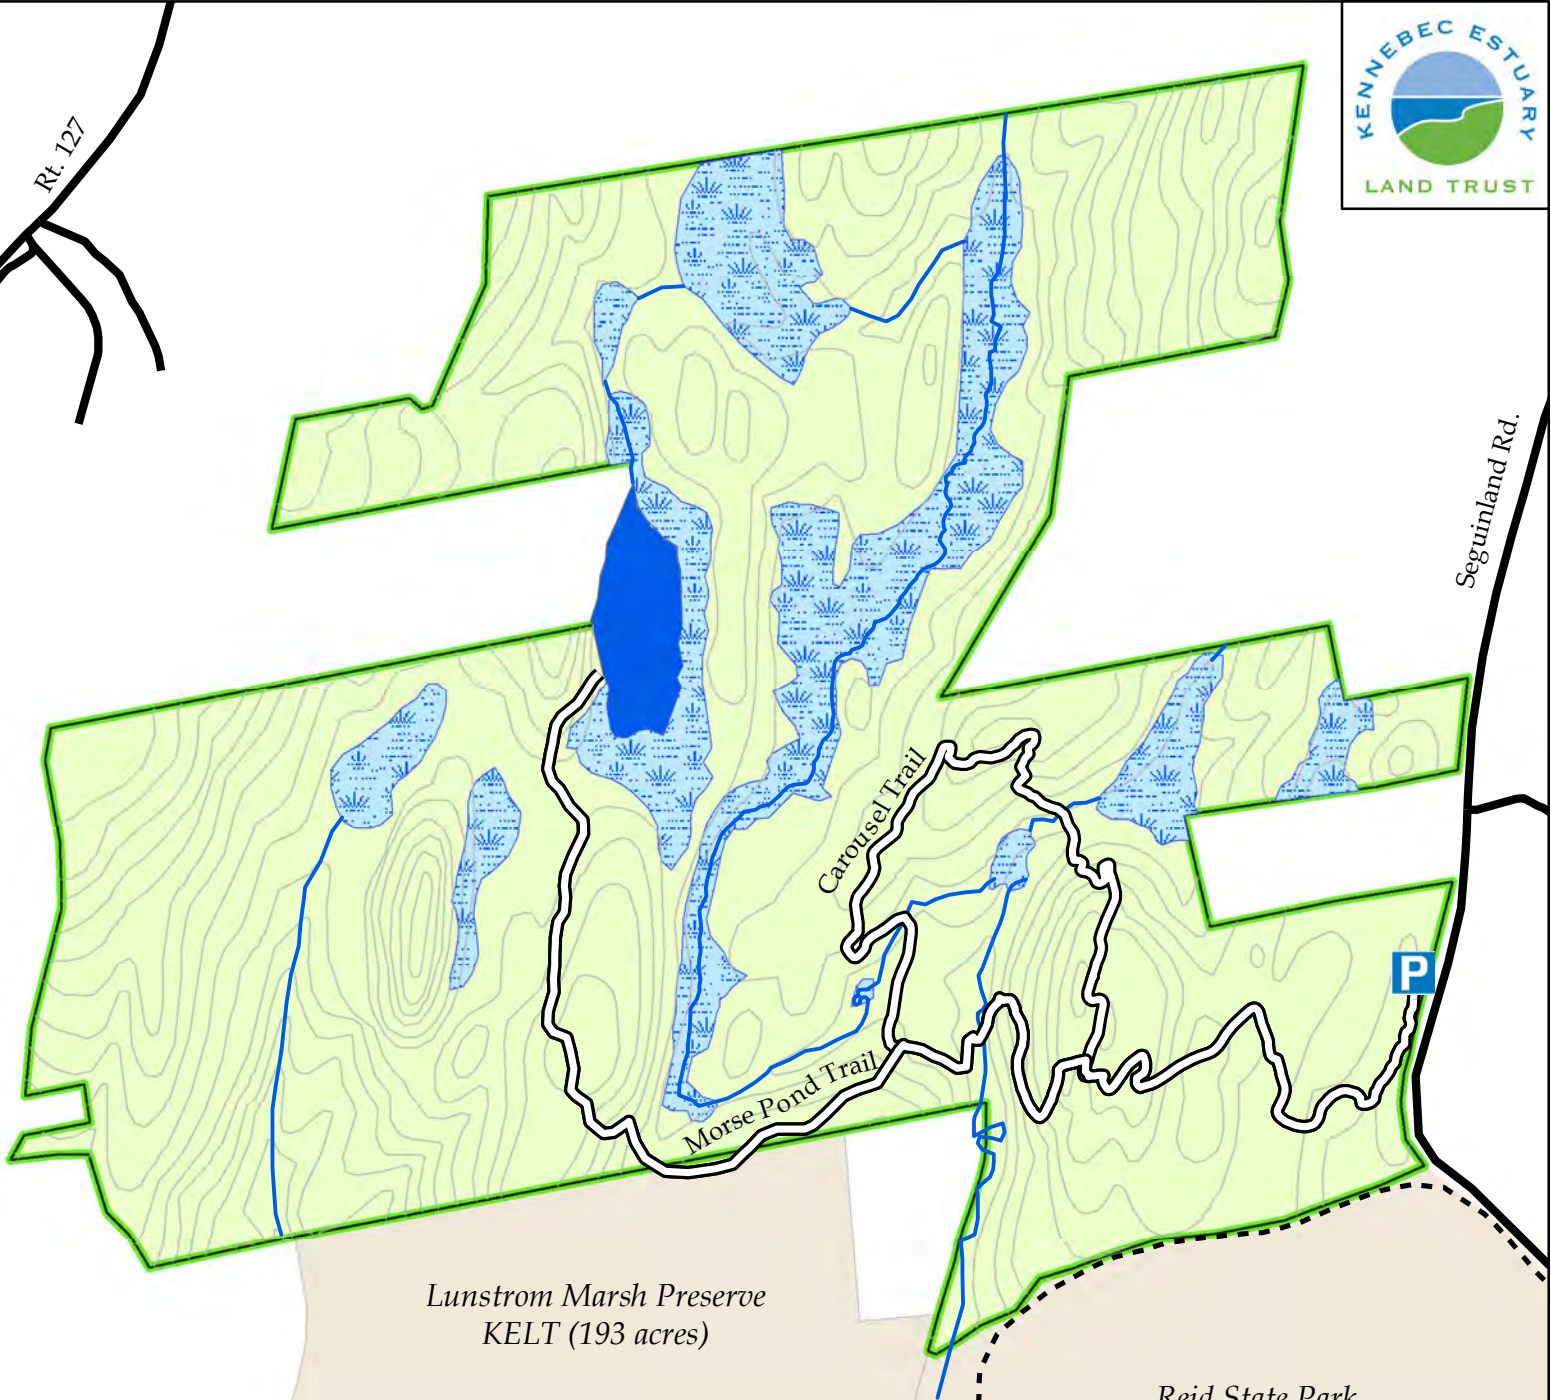 KENNEBEC ESTUARY
LAND TRUST
Rt. 127
Seguinland Rd.
Carousel Trail
P
Morse Pond Trail
Lunstrom Marsh Preserve
KELT (193 acres)
Reid State Park